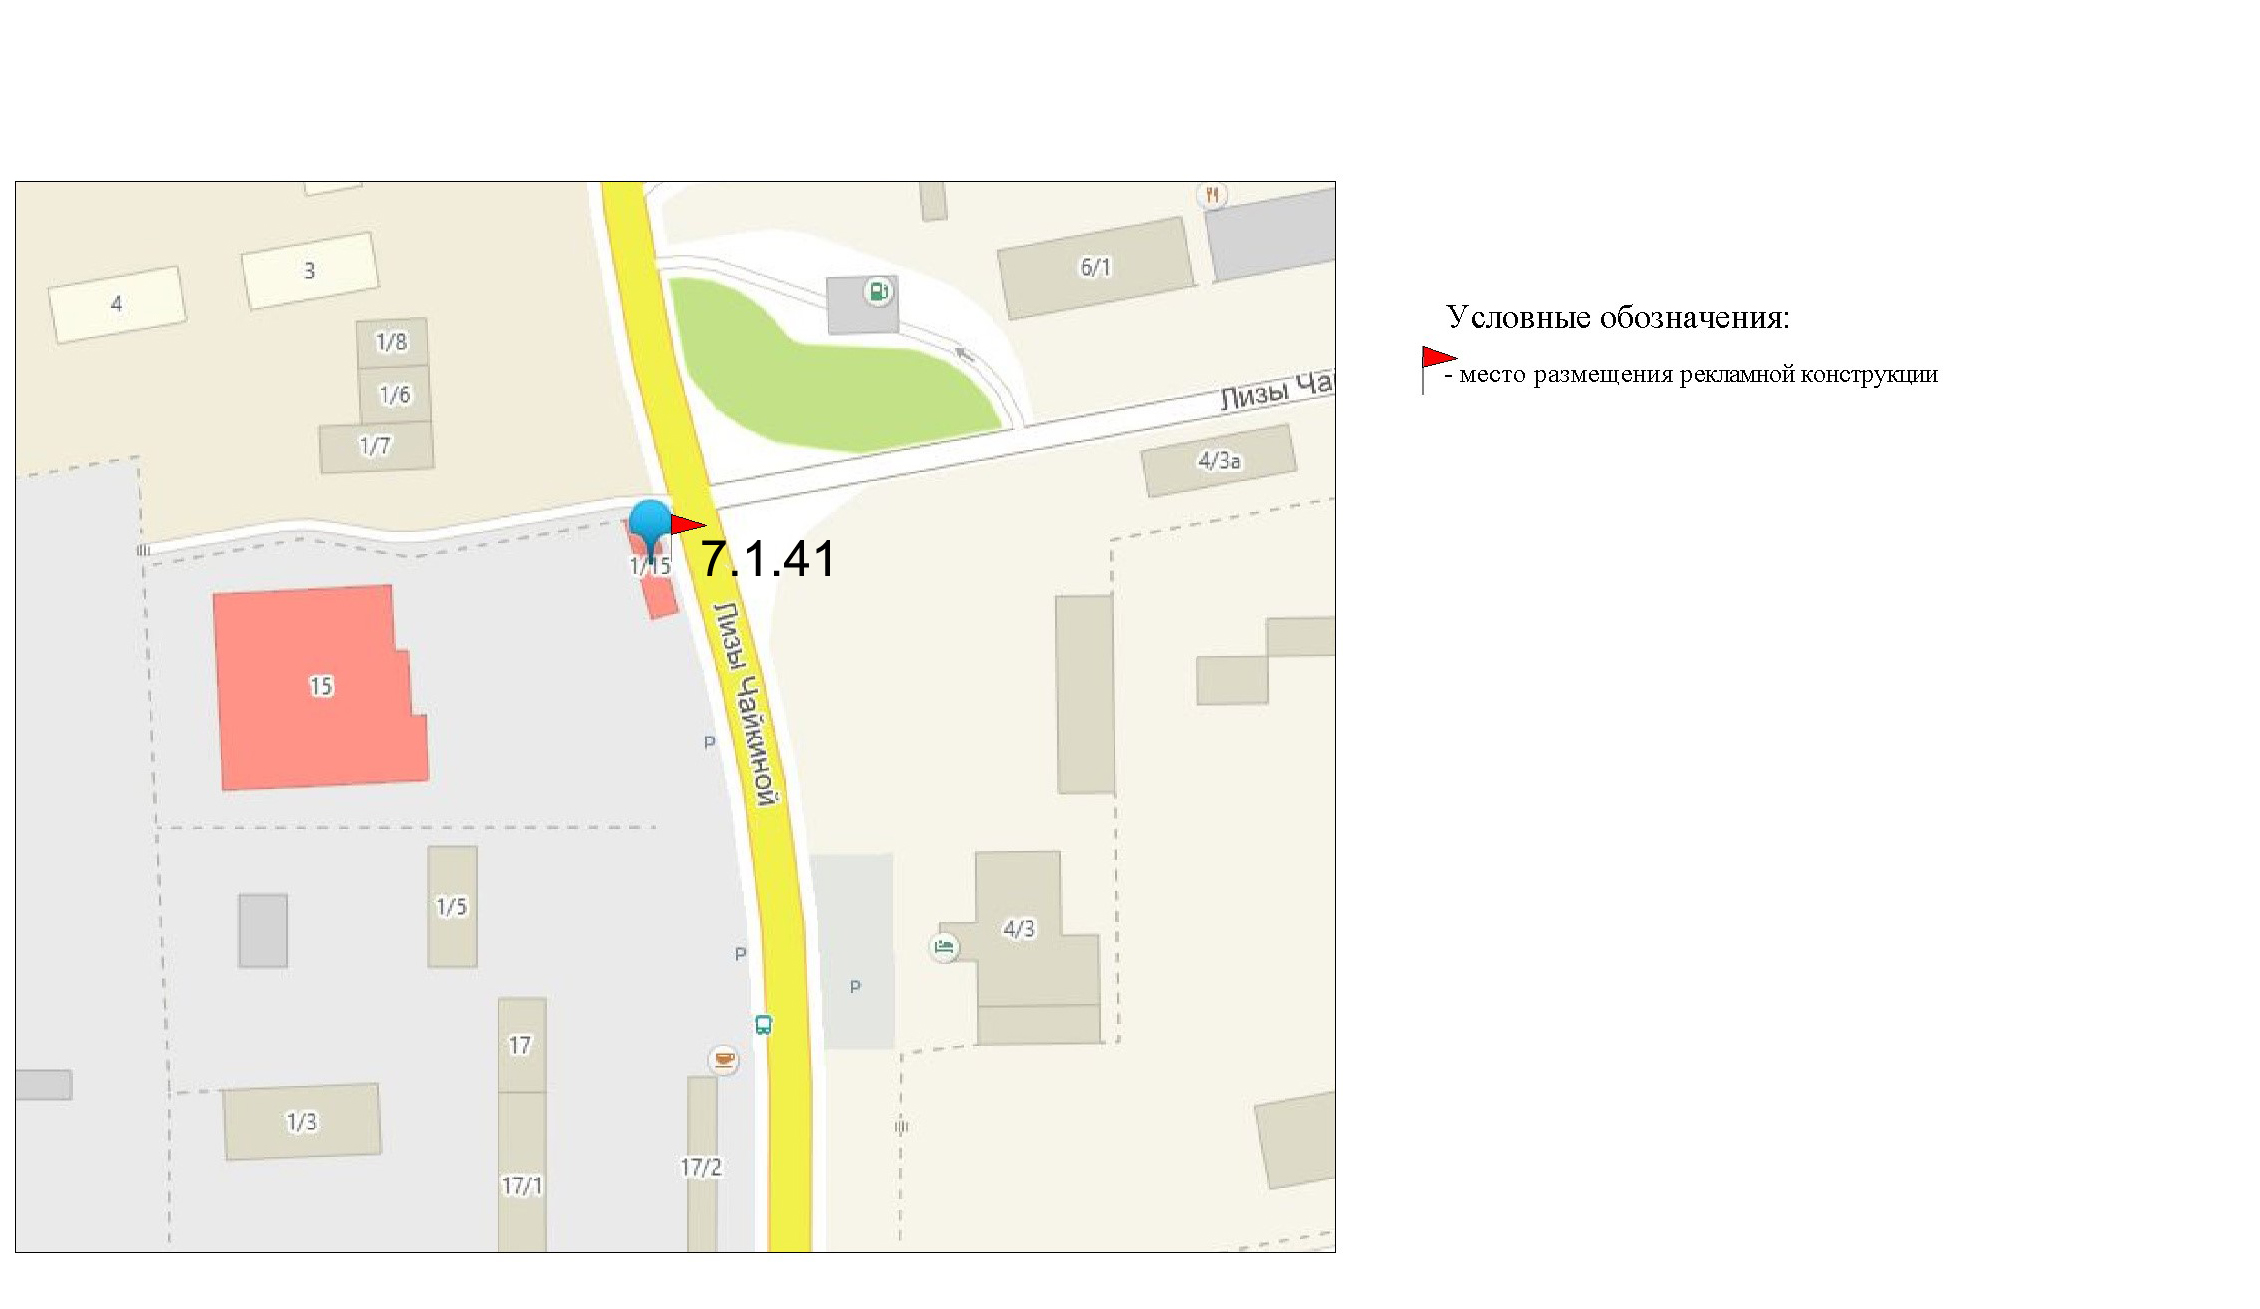 Условные обозначения:
- место размещения рекламной конструкции
3
6/1
4
1/8
1/6
Лизы Ча
1/7
4/3а
7.1.41
1/15
Лизы Чайкиной
15
P
1/5
4/3
P
P
17
1/3
17/2
17/1